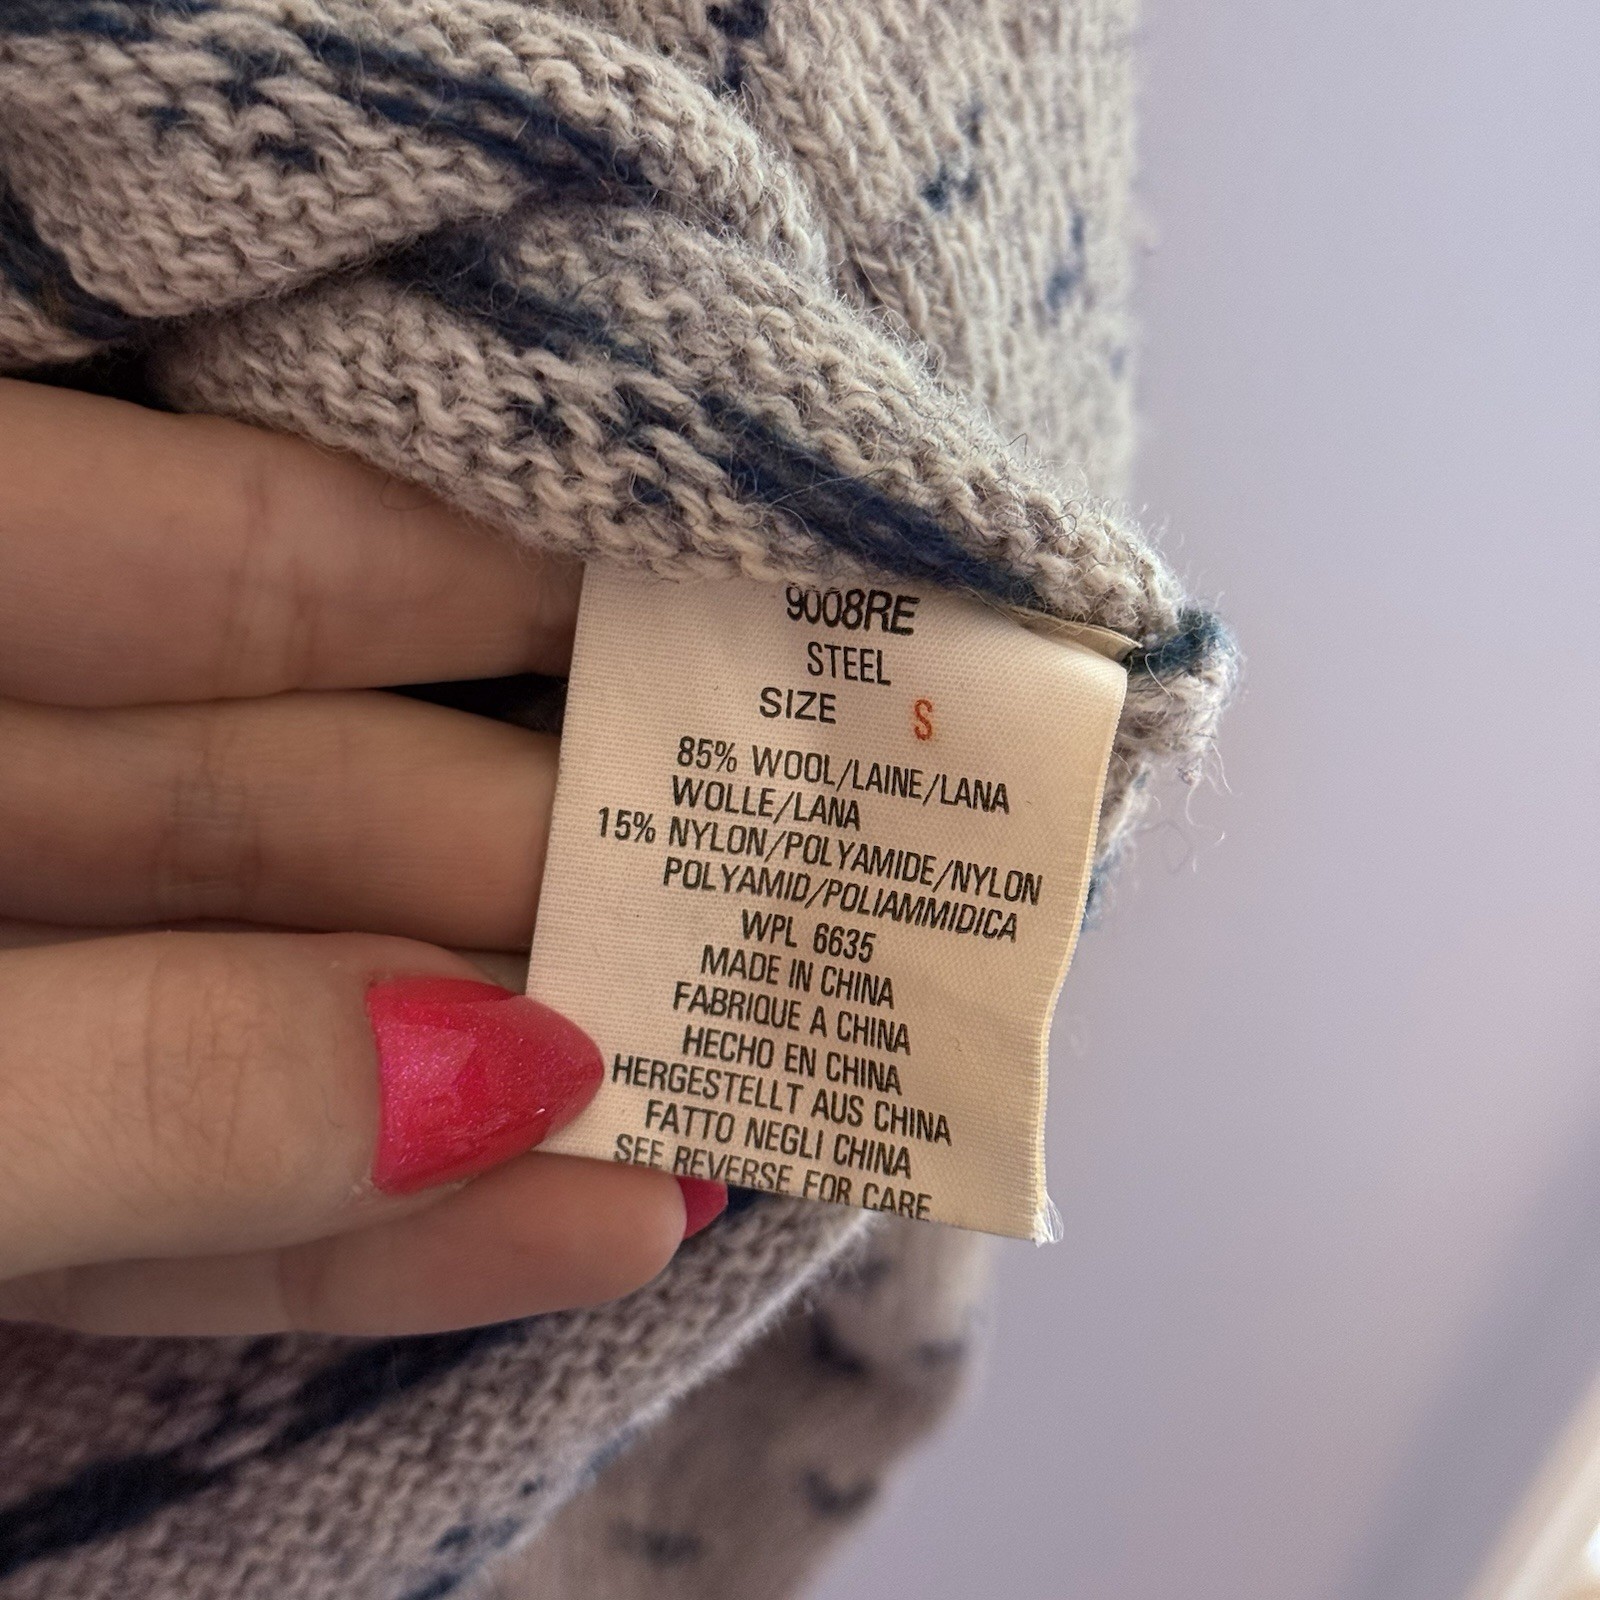 9008RE
STEEL
SIZE S
85% WOOL/LAINE/LANA
WOLLE/LANA
15% NYLON/POLYAMIDE/NYLON
POLYAMID/POLIAMMIDICA
WPL 6635
MADE IN CHINA
FABRIQUE A CHINA
HECHO EN CHINA
HERGESTELLT AUS CHINA
FATTO NEGLI CHINA
SEE REVERSE FOR CARE